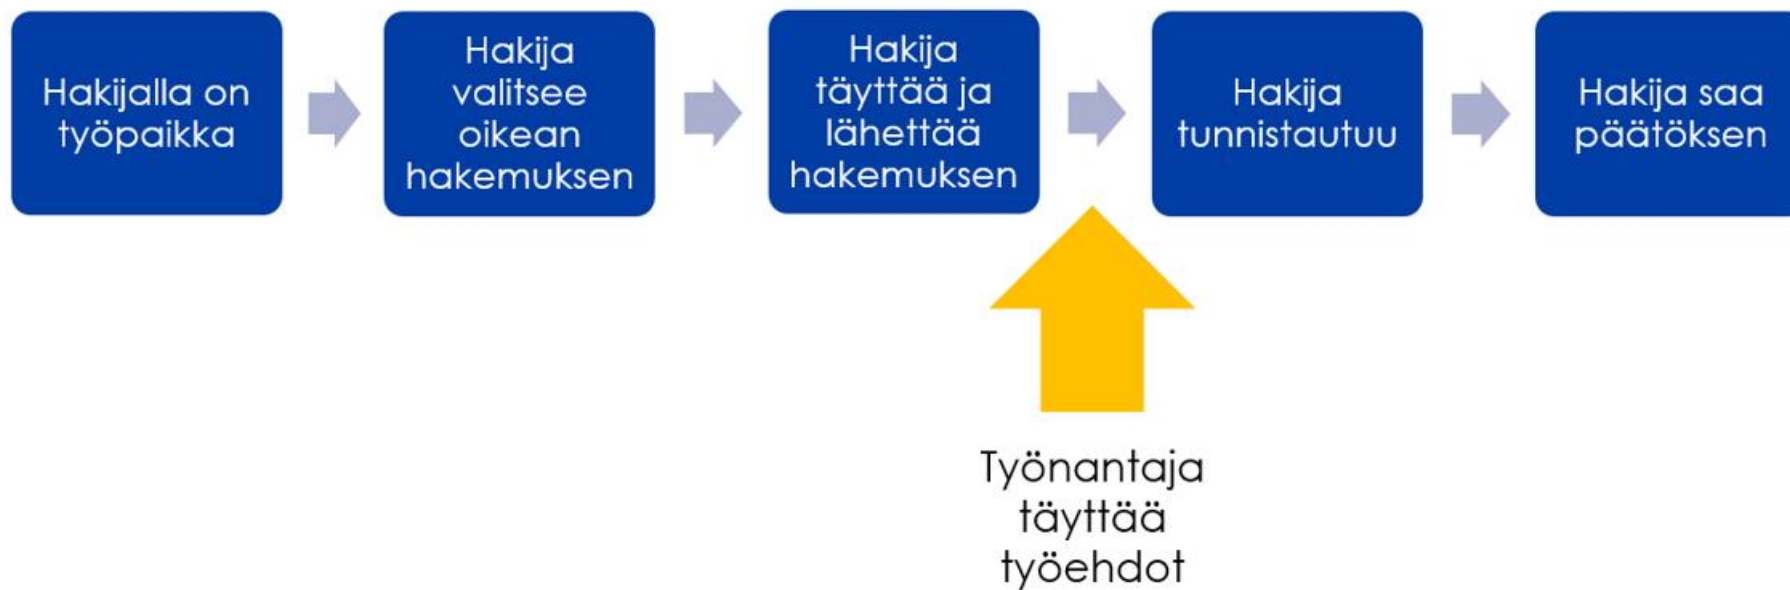 Hakijalla on
työpaikka
Hakija
valitsee
oikean
hakemuksen
Hakija
täyttää ja
lähettää
hakemuksen
Hakija
tunnistautuu
Hakija saa
päätöksen
Työnantaja
täyttää
työehdot